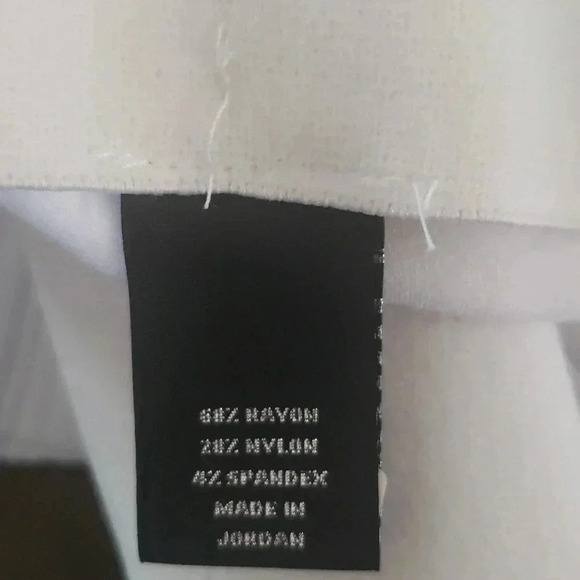 68% RAYON
28% NYLON
4% SPANDEX
MADE IN
JORDAN